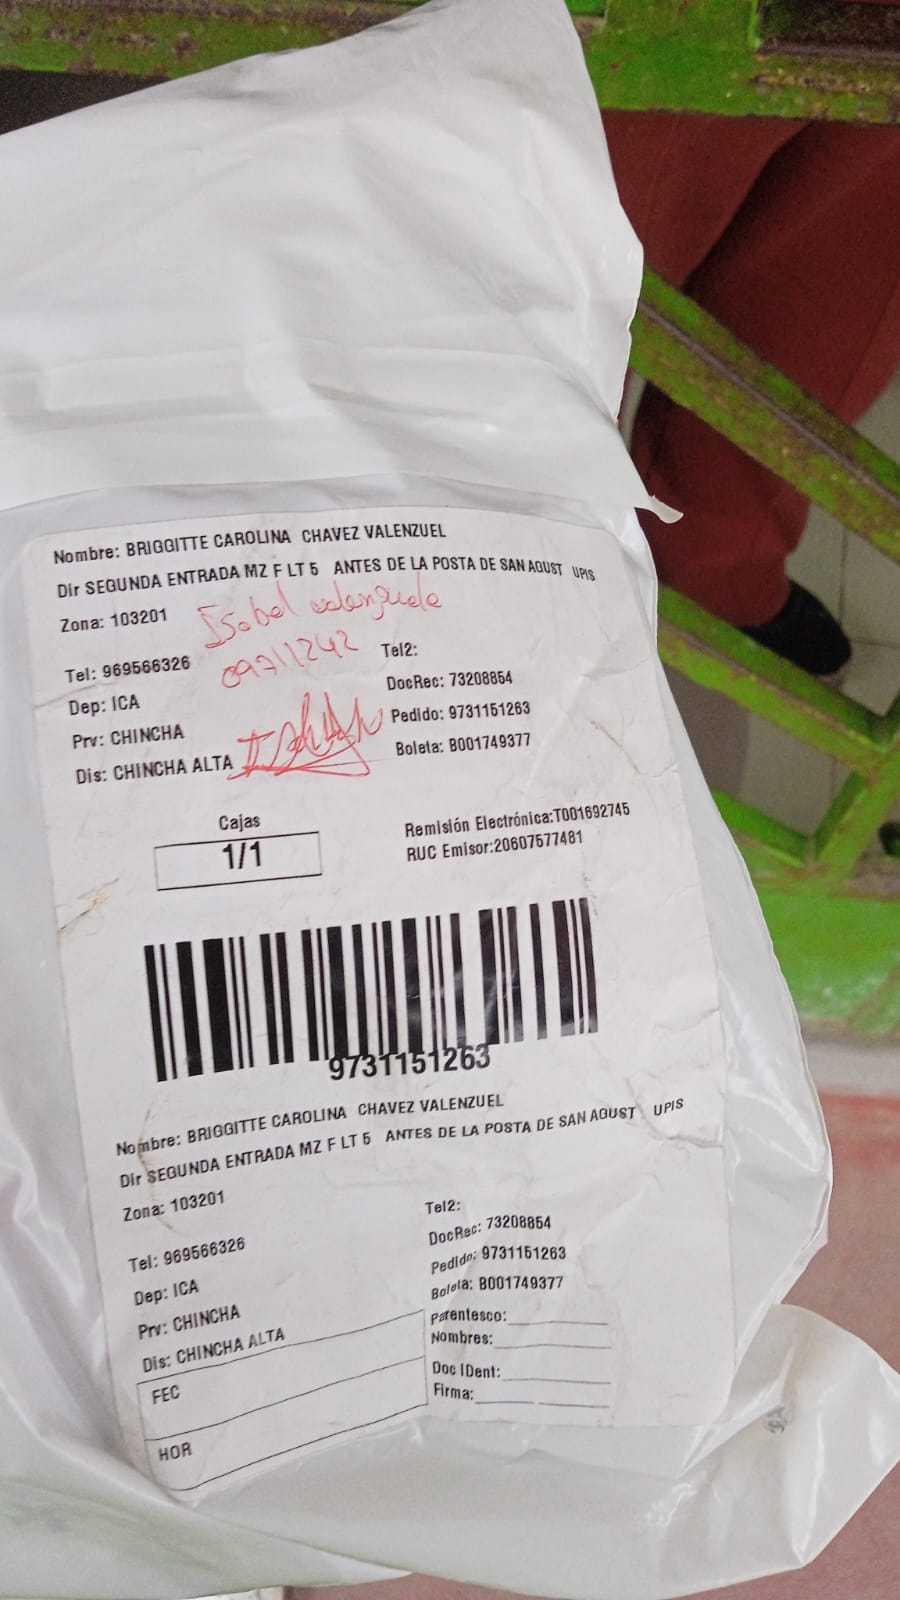 Nombre: BRIGGITTE CAROLINA CHAVEZ VALENZUEL
Dir SEGUNDA ENTRADA MZ F LT 5 ANTES DE LA POSTA DE SAN AGUST UPIS
Zona: 103201
Isabel valenzuela
09711242
Tel: 969566326
Tel2:
Dep: ICA
DocRec: 73208854
Prv: CHINCHA
Pedido: 9731151263
Dis: CHINCHA ALTA
Boleta: B001749377
Cajas
1/1
Remisión Electrónica:T001692745
RUC Emisor:20607577481
9731151263
Nombre: BRIGGITTE CAROLINA CHAVEZ VALENZUEL
Dir SEGUNDA ENTRADA MZ F LT 5 ANTES DE LA POSTA DE SAN AGUST UPIS
Zona: 103201
Tel: 969566326
Tel2:
Dep: ICA
DocRec: 73208854
Prv: CHINCHA
Pedido: 9731151263
Dis: CHINCHA ALTA
Boleta: B001749377
Parentesco:
Nombres:
Doc IDent:
Firma:
FEC
HOR